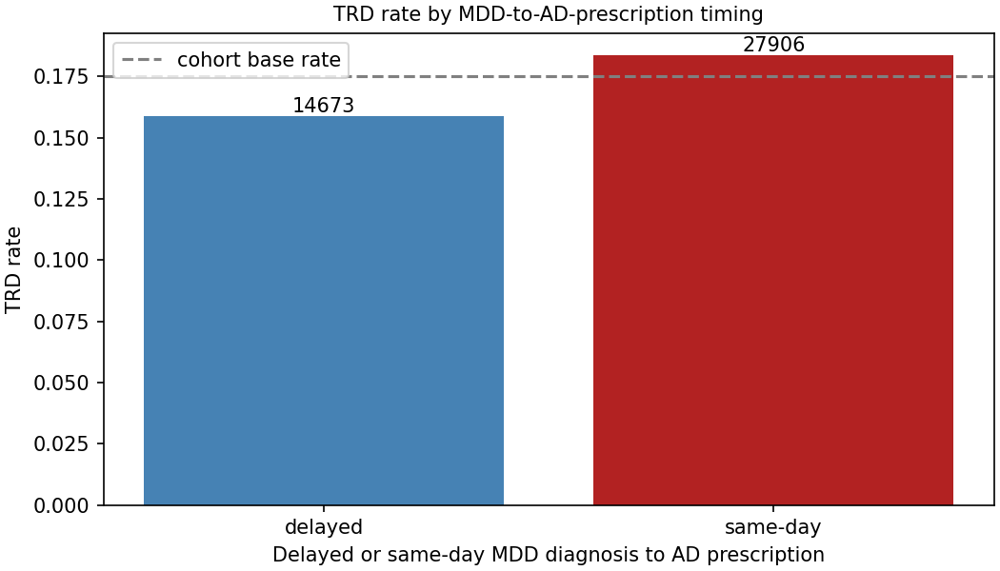 TRD rate by MDD-to-AD-prescription timing
cohort base rate
27906
14673
TRD rate
0.175
0.150
0.125
0.100
0.075
0.050
0.025
0.000
delayed
same-day
Delayed or same-day MDD diagnosis to AD prescription